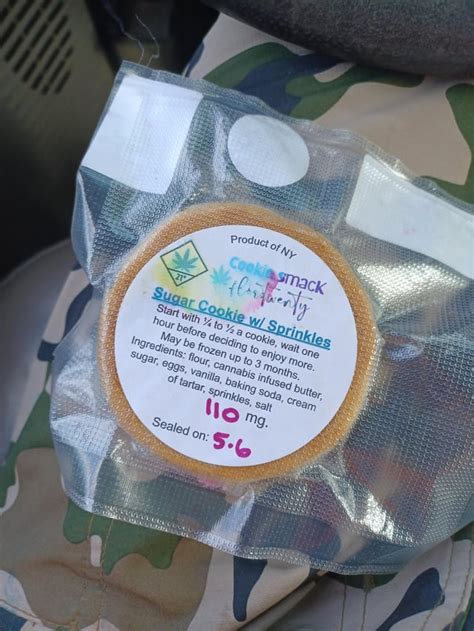 Product of NY
21+
Cookie smack
flortwenty
Sugar Cookie w/ Sprinkles
Start with ¼ to ½ a cookie, wait one
hour before deciding to enjoy more.
May be frozen up to 3 months.
Ingredients: flour, cannabis infused butter,
sugar, eggs, vanilla, baking soda, cream
of tartar, sprinkles, salt
110 mg.
Sealed on: 5.6